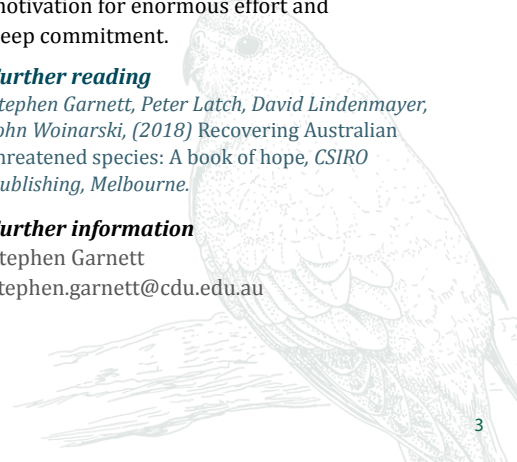 motivation for enormous effort and
deep commitment.
Further reading
Stephen Garnett, Peter Latch, David Lindenmayer,
John Woinarski, (2018) Recovering Australian
threatened species: A book of hope, CSIRO
Publishing, Melbourne.
Further information
Stephen Garnett
stephen.garnett@cdu.edu.au
3